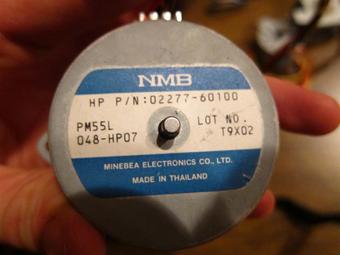 NMB
HP P/N:02277-60100
PM55L LOT NO.
048-HP07 T9X02
MINEBEA ELECTRONICS CO., LTD.
MADE IN THAILAND